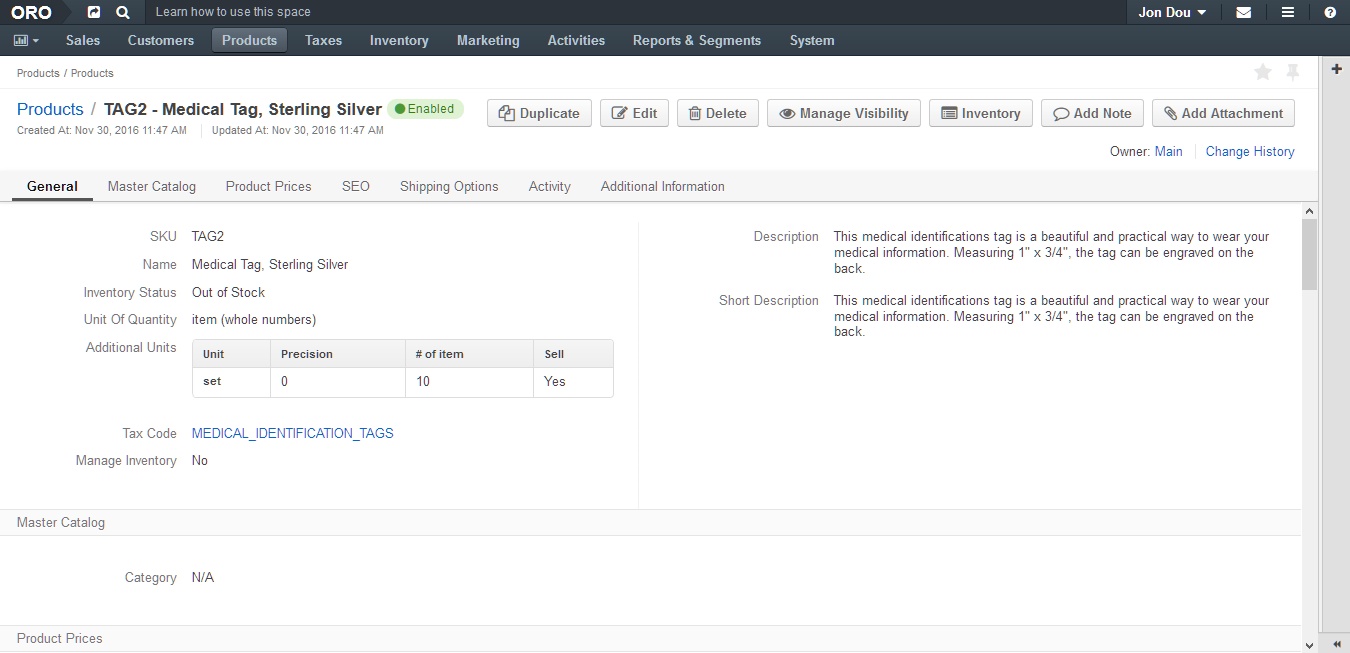 ORO Learn how to use this space Jon Dou
Sales Customers Products Taxes Inventory Marketing Activities Reports & Segments System
Products / Products
Products / TAG2 - Medical Tag, Sterling Silver Enabled Duplicate Edit Delete Manage Visibility Inventory Add Note Add Attachment
Created At: Nov 30, 2016 11:47 AM Updated At: Nov 30, 2016 11:47 AM
Owner: Main Change History
General Master Catalog Product Prices SEO Shipping Options Activity Additional Information
SKU TAG2
Name Medical Tag, Sterling Silver
Inventory Status Out of Stock
Unit Of Quantity item (whole numbers)
Additional Units
Unit Precision # of item Sell
set 0 10 Yes
Tax Code MEDICAL_IDENTIFICATION_TAGS
Manage Inventory No
Description This medical identifications tag is a beautiful and practical way to wear your
medical information. Measuring 1" x 3/4", the tag can be engraved on the
back.
Short Description This medical identifications tag is a beautiful and practical way to wear your
medical information. Measuring 1" x 3/4", the tag can be engraved on the
back.
Master Catalog
Category N/A
Product Prices